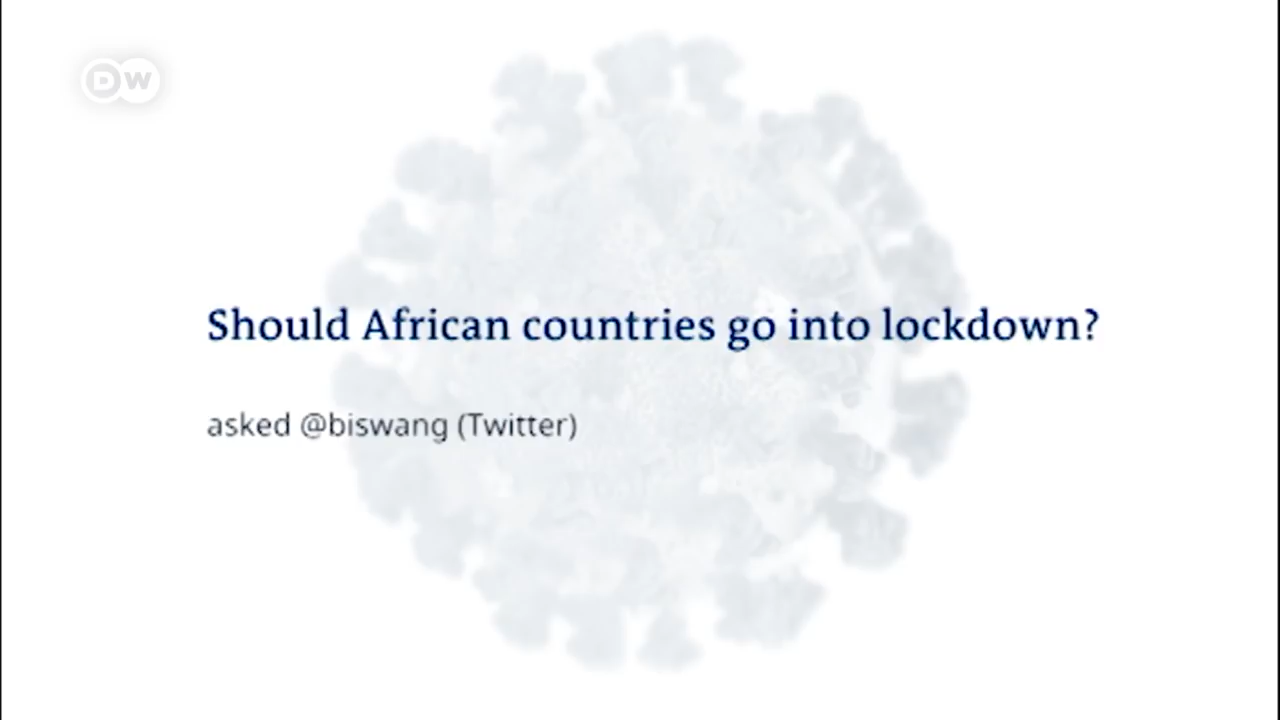 DW
Should African countries go into lockdown?
asked @biswang (Twitter)